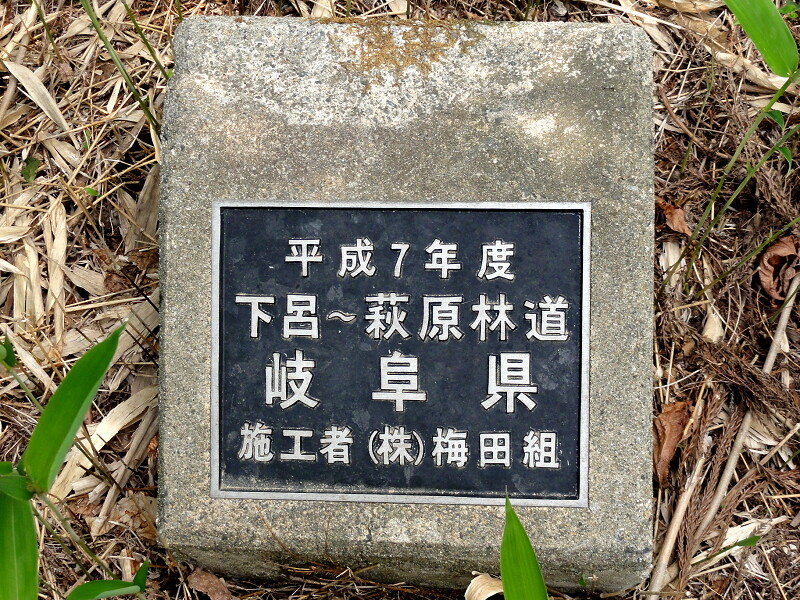 平成7年度
下呂～萩原林道
岐阜県
施工者(株)梅田組